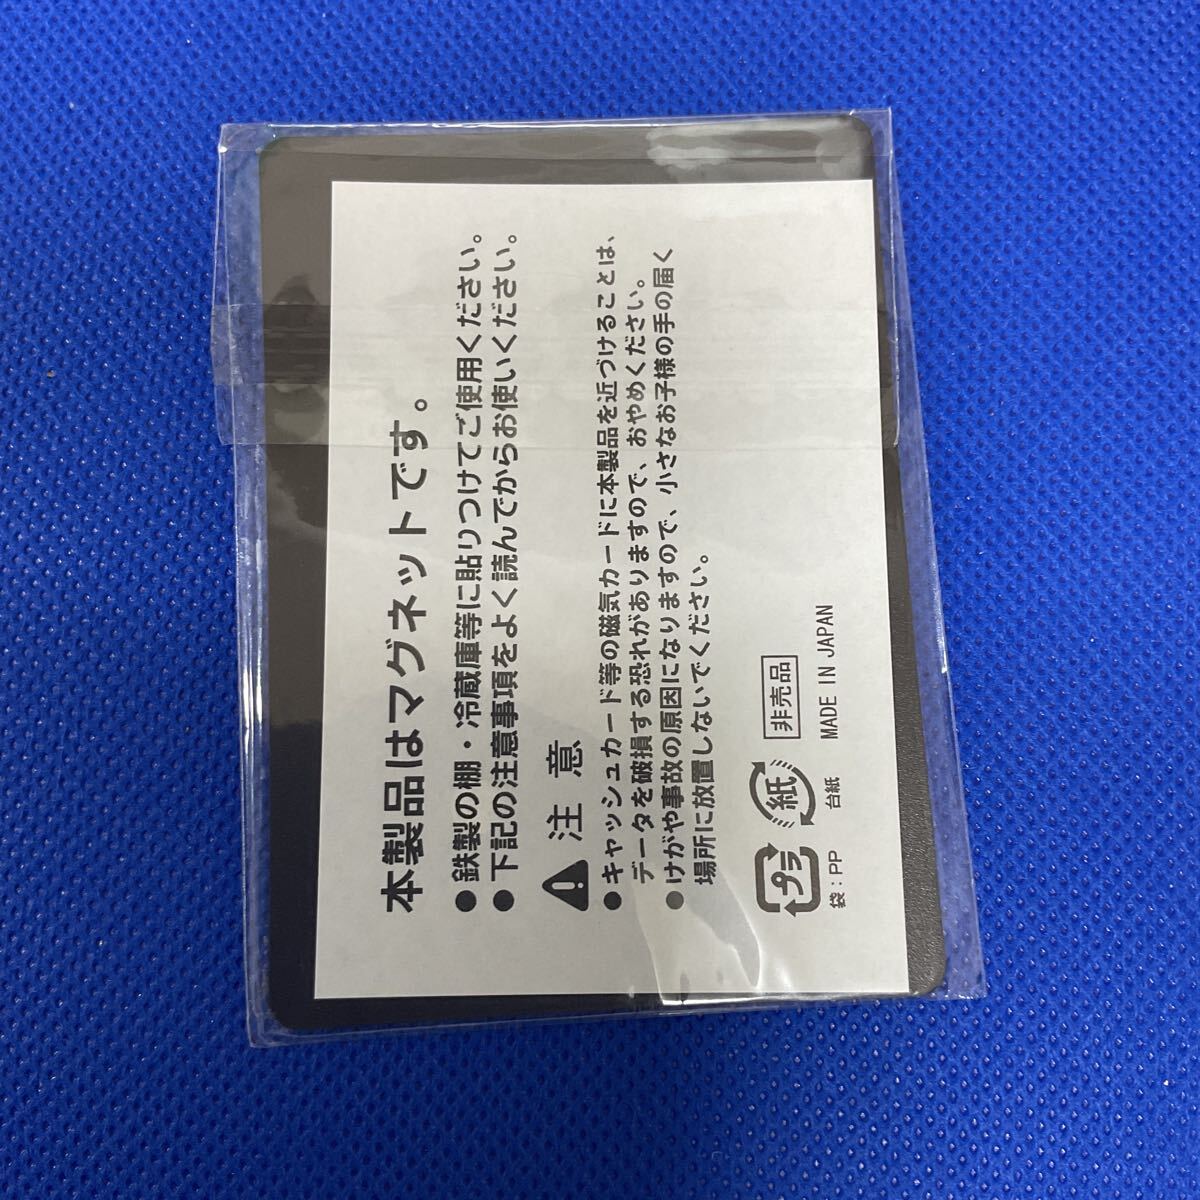 本製品はマグネットです。
●鉄製の棚・冷蔵庫等に貼りつけてご使用ください。
●下記の注意事項をよく読んでからお使いください。
注 意
●キャッシュカード等の磁気カードに本製品を近づけることは、
データを破損する恐れがありますので、おやめください。
●けがや事故の原因になりますので、小さなお子様の手の届く
場所に放置しないでください。
プラ
袋：PP
紙
台紙
非売品
MADE IN JAPAN